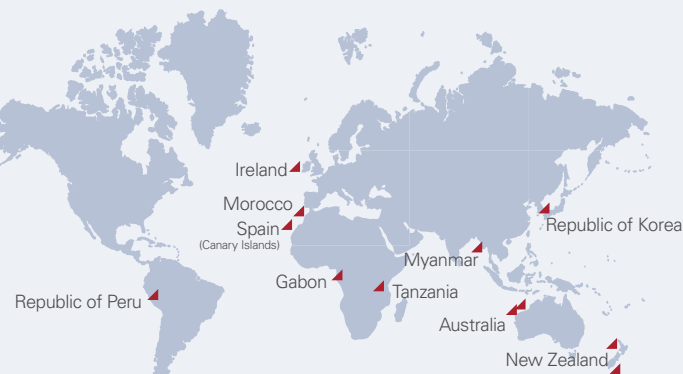 Ireland
Morocco
Spain
(Canary Islands)
Republic of Korea
Myanmar
Gabon
Tanzania
Republic of Peru
Australia
New Zealand